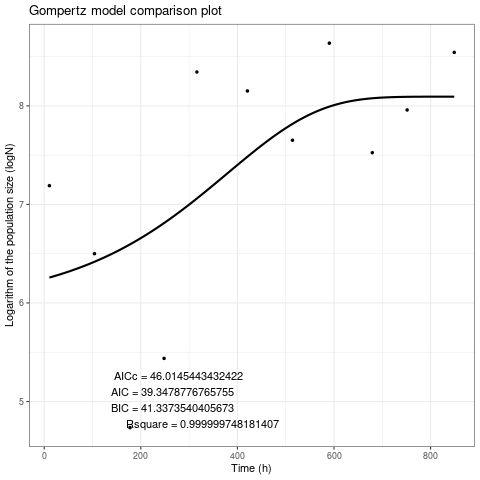 Gompertz model comparison plot
Logarithm of the population size (logN)
8
7
6
5
AICc = 46.0145443432422
AIC = 39.3478776765755
BIC = 41.3373540405673
Rsquare = 0.999999748181407
0 200 400 600 800
Time (h)